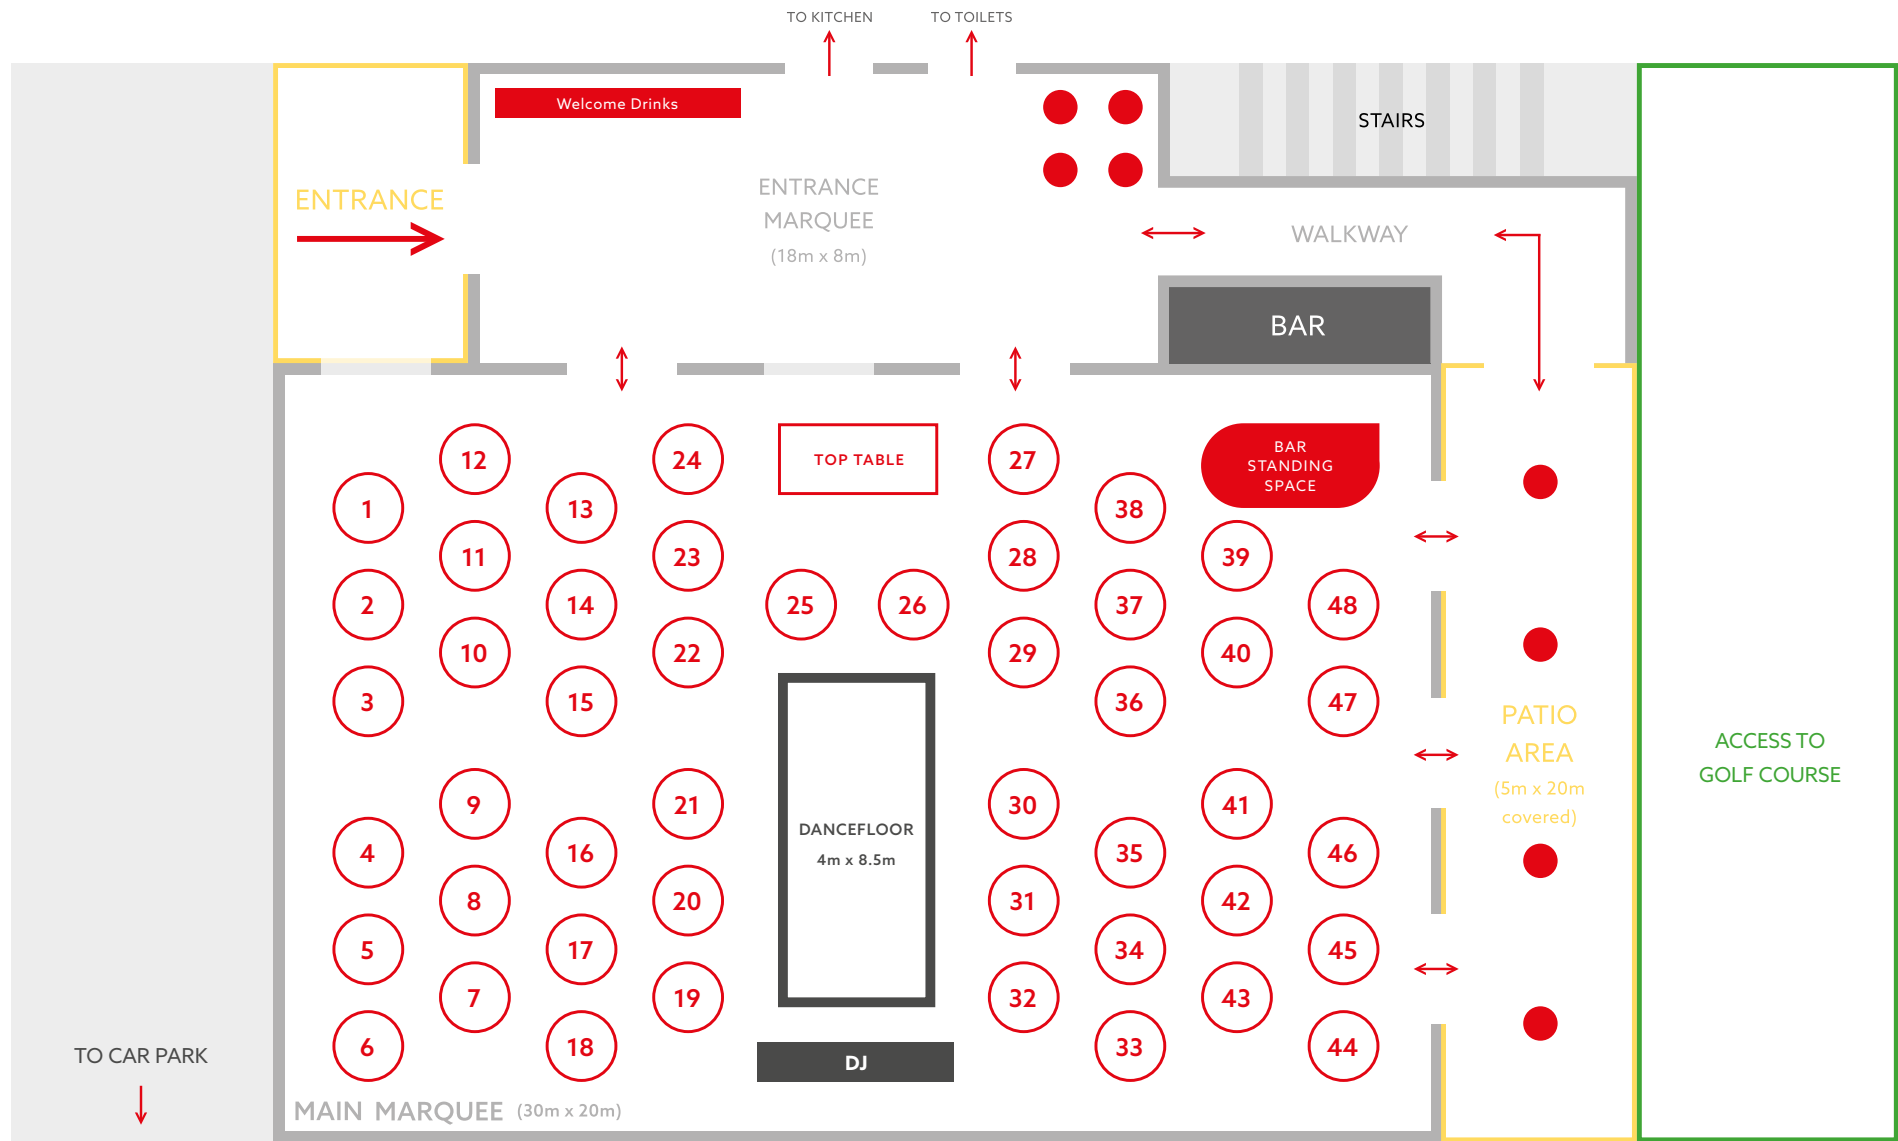 TO KITCHEN
TO TOILETS
Welcome Drinks
STAIRS
ENTRANCE
ENTRANCE
MARQUEE
(18m x 8m)
WALKWAY
BAR
12
24
TOP TABLE
27
BAR
STANDING
SPACE
1
13
38
11
23
28
39
2
14
25
26
37
48
10
22
29
40
3
15
36
47
PATIO
AREA
(5m x 20m
covered)
ACCESS TO
GOLF COURSE
9
21
30
41
DANCEFLOOR
4m x 8.5m
4
16
35
46
8
20
31
42
5
17
34
45
7
19
32
43
6
18
33
44
DJ
TO CAR PARK
MAIN MARQUEE (30m x 20m)